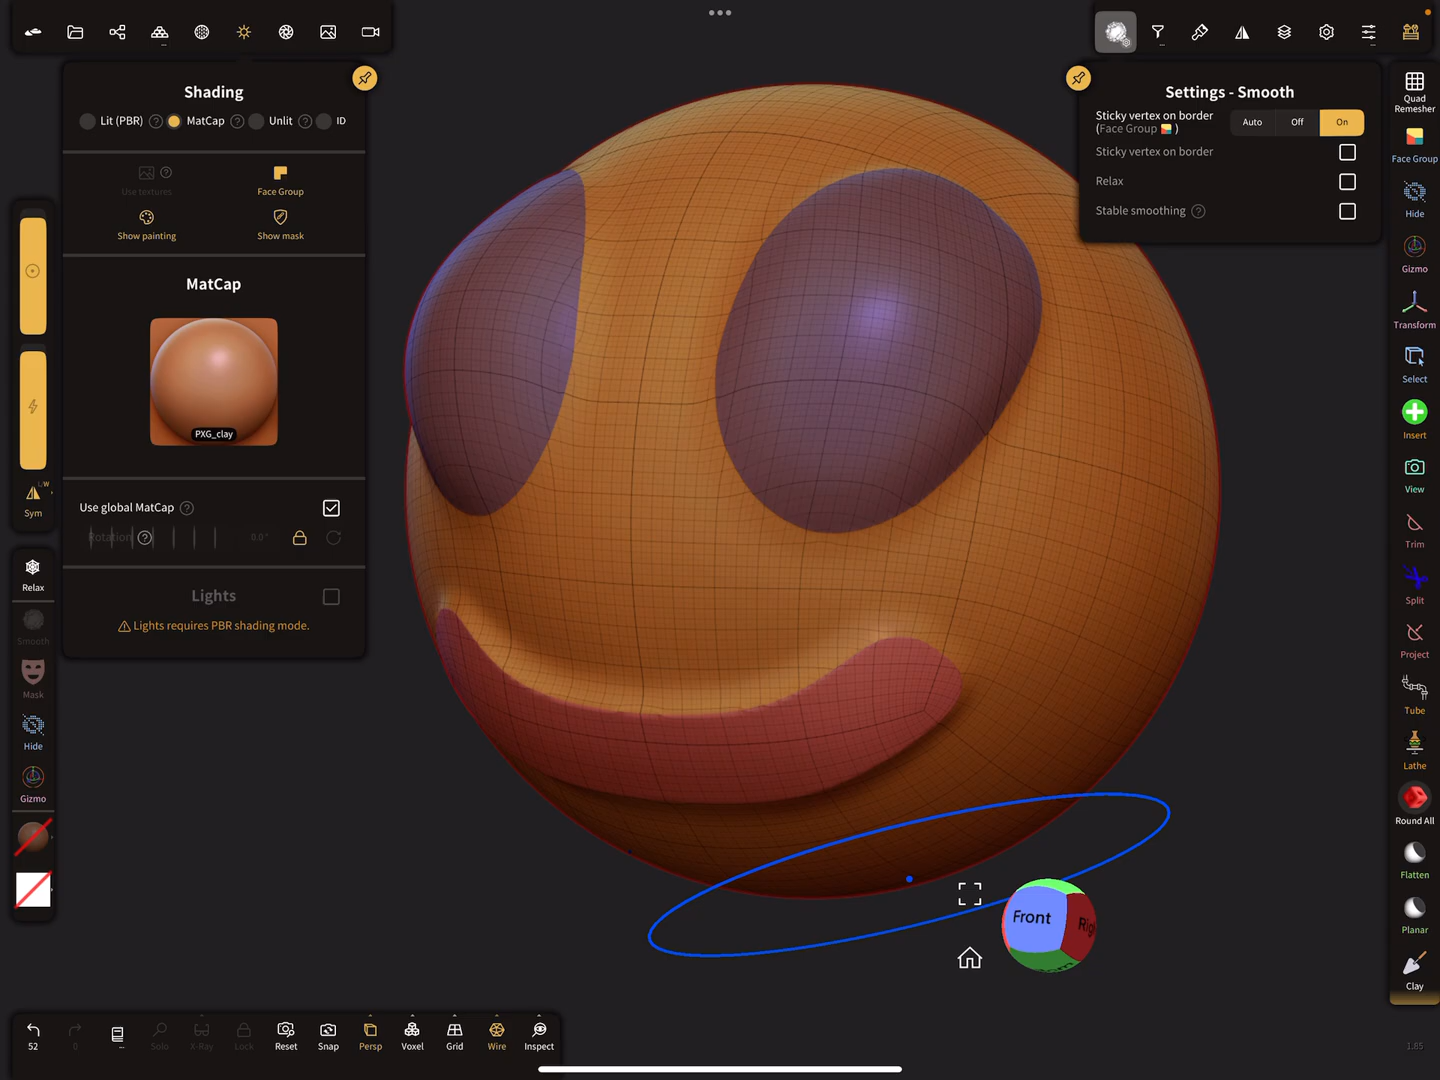 Shading
Lit (PBR) ? MatCap ? Unlit ? ID
Use textures ?
Face Group
Show painting
Show mask
MatCap
PXG_clay
Use global MatCap ?
Rotation ? 0.0 °
Lights
Lights requires PBR shading mode.
Settings - Smooth
Sticky vertex on border
(Face Group )
Auto Off On
Sticky vertex on border
Relax
Stable smoothing ?
Sym
Relax
Smooth
Mask
Hide
Gizmo
Quad
Remesher
Face Group
Hide
Gizmo
Transform
Select
Insert
View
Trim
Split
Project
Tube
Lathe
Round All
Flatten
Planar
Clay
Front
52
0
Solo
X-Ray
Lock
Reset
Snap
Persp
Voxel
Grid
Wire
Inspect
1.85